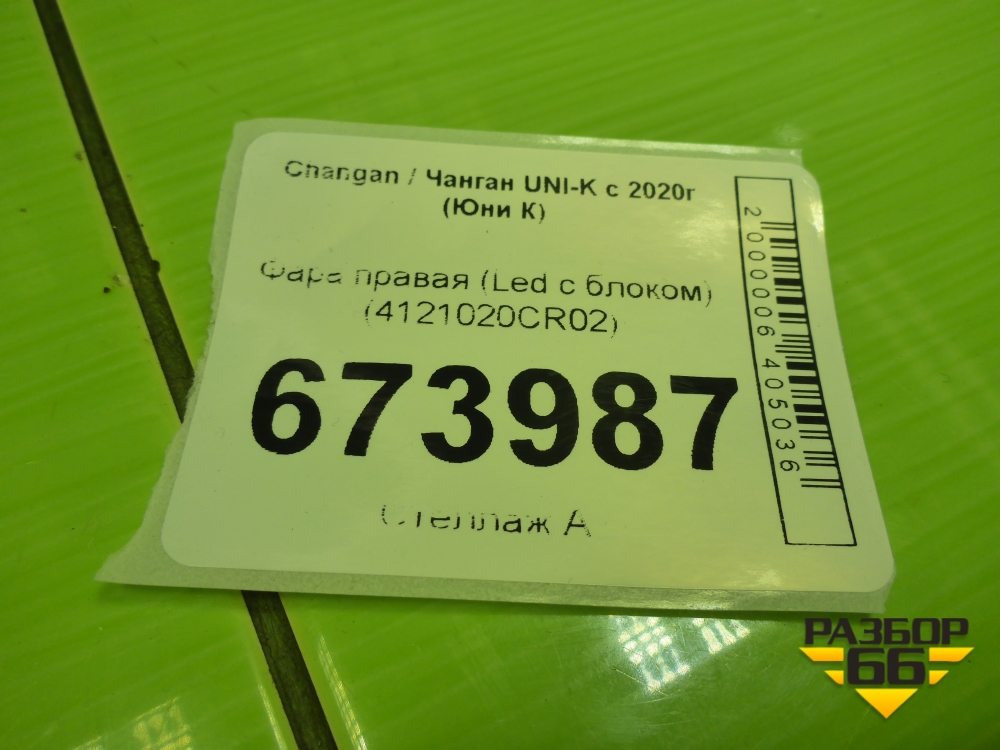 Changan / Чанган UNI-K с 2020г
(Юни К)
Фара правая (Led с блоком)
(4121020CR02)
673987
Стеллаж А
2000006405036
РАЗБОР
66